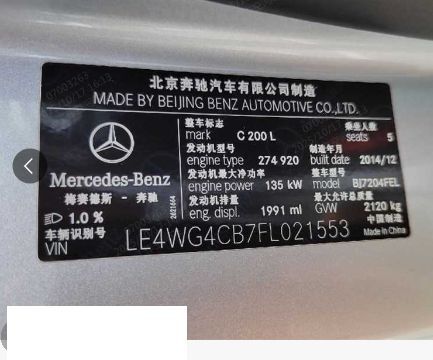 北京奔驰汽车有限公司制造
MADE BY BEIJING BENZ AUTOMOTIVE CO.,LTD.
整车标志 乘坐人数
mark C 200 L seats 5
发动机型号 制造年月
engine type 274 920 built date 2014/12
发动机最大净功率 整车型号
Mercedes-Benz engine power 135 kW model BJ7204FEL
梅赛德斯 - 奔驰 发动机排量 最大允许总质量
1.0 % eng. displ. 1991 ml GVW 2120 kg
车辆识别号 中国制造
VIN LE4WG4CB7FL021553 Made in China